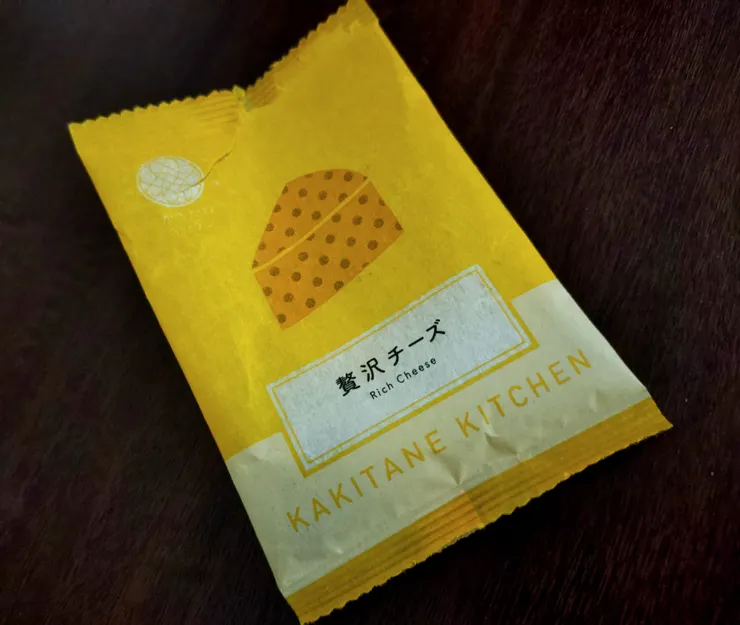 贅沢チーズ
Rich Cheese
KAKITANE KITCHEN